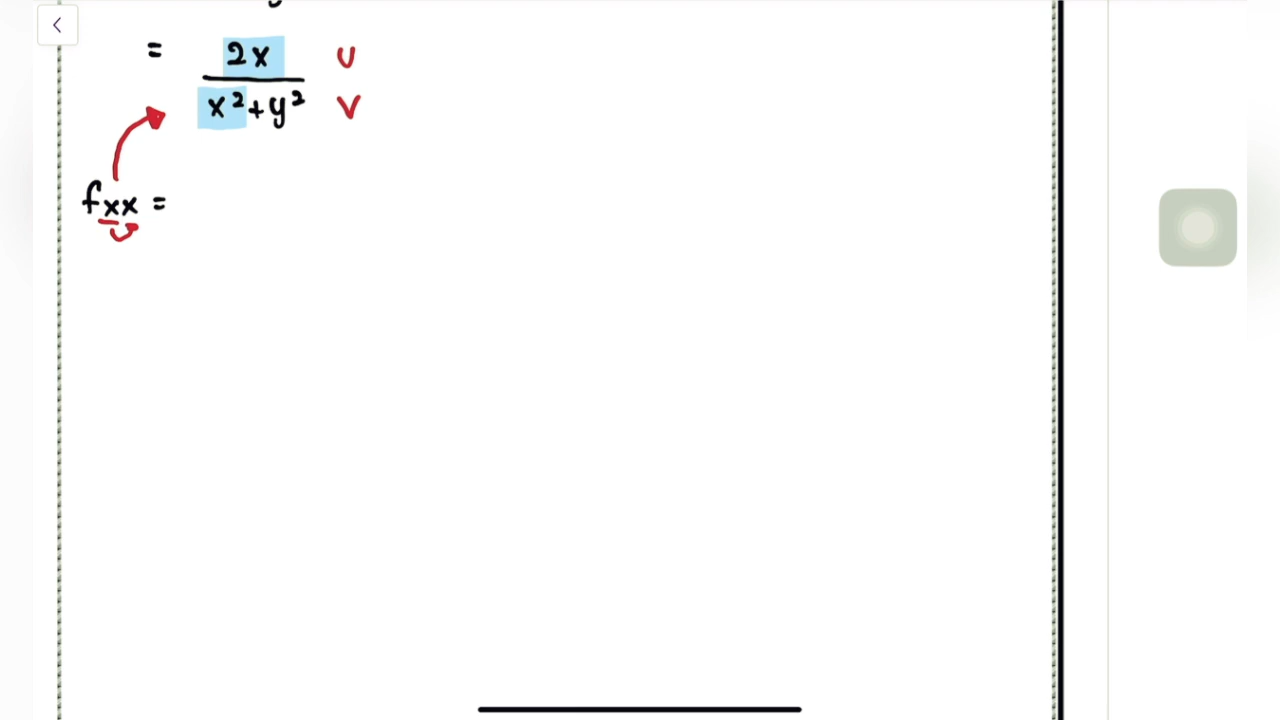 = 2x u
x²+y² v
fxx =